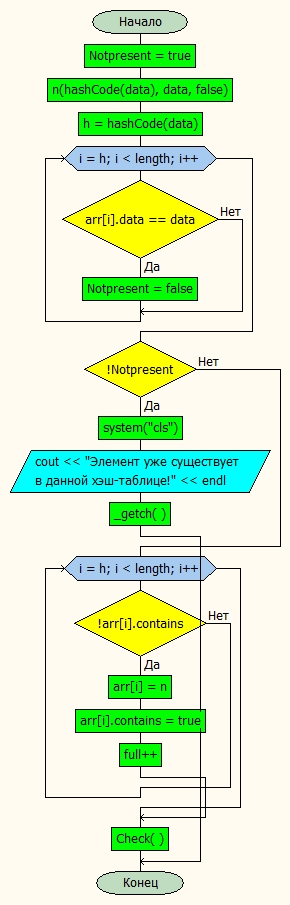 Начало
Notpresent = true
n(hashCode(data), data, false)
h = hashCode(data)
i = h; i < length; i++
Нет
arr[i].data == data
Да
Notpresent = false
Нет
!Notpresent
Да
system("cls")
cout << "Элемент уже существует
в данной хэш-таблице!" << endl
_getch( )
i = h; i < length; i++
Нет
!arr[i].contains
Да
arr[i] = n
arr[i].contains = true
full++
Check( )
Конец